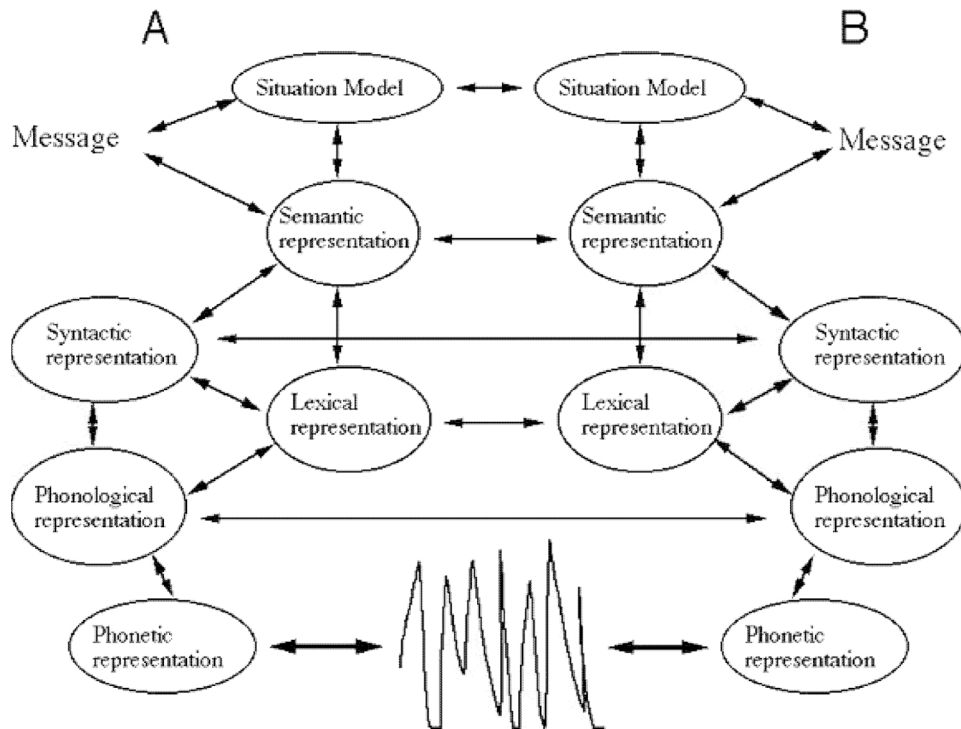 A
B
Situation Model
Situation Model
Message
Message
Semantic
representation
Semantic
representation
Syntactic
representation
Syntactic
representation
Lexical
representation
Lexical
representation
Phonological
representation
Phonological
representation
Phonetic
representation
Phonetic
representation